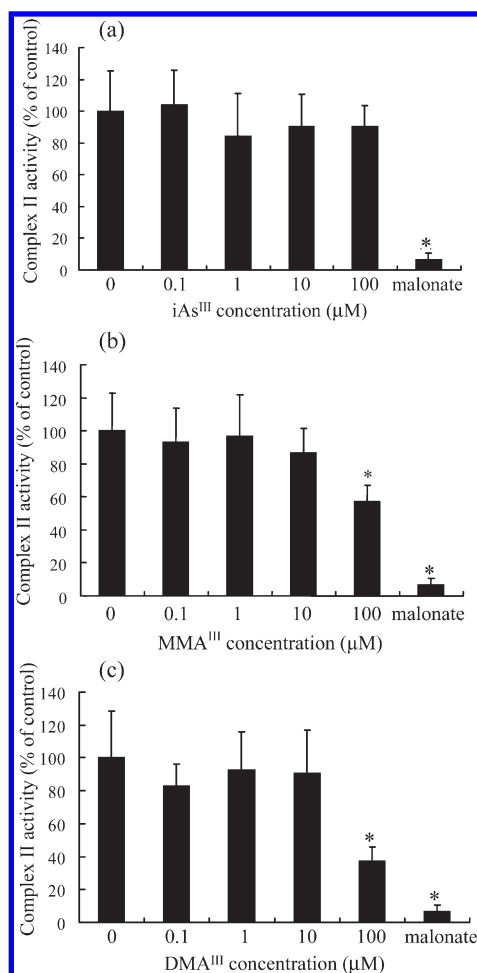 (a)
Complex II activity (% of control)
140
120
100
80
60
40
20
0
*
0 0.1 1 10 100 malonate
iAsᴵᴵᴵ concentration (µM)
(b)
Complex II activity (% of control)
140
120
100
80
60
40
20
0
*
*
0 0.1 1 10 100 malonate
MMAᴵᴵᴵ concentration (µM)
(c)
Complex II activity (% of control)
140
120
100
80
60
40
20
0
*
*
0 0.1 1 10 100 malonate
DMAᴵᴵᴵ concentration (µM)